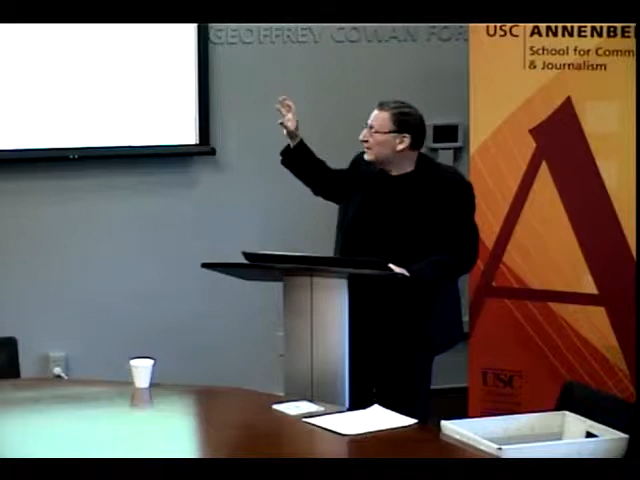 GEOFFREY COWAN FOR
USC ANNENBE
School for Comm
& Journalism
USC